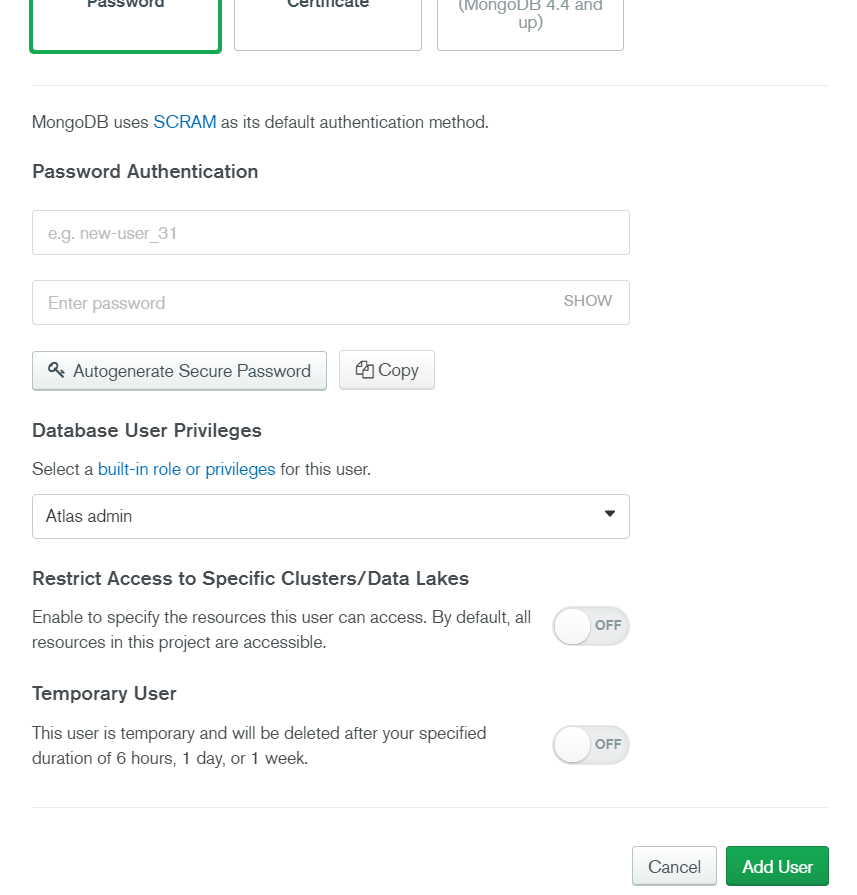 Password
Certificate
(MongoDB 4.4 and
up)
MongoDB uses SCRAM as its default authentication method.
Password Authentication
e.g. new-user_31
Enter password
SHOW
Autogenerate Secure Password
Copy
Database User Privileges
Select a built-in role or privileges for this user.
Atlas admin
Restrict Access to Specific Clusters/Data Lakes
Enable to specify the resources this user can access. By default, all
resources in this project are accessible.
OFF
Temporary User
This user is temporary and will be deleted after your specified
duration of 6 hours, 1 day, or 1 week.
OFF
Cancel
Add User